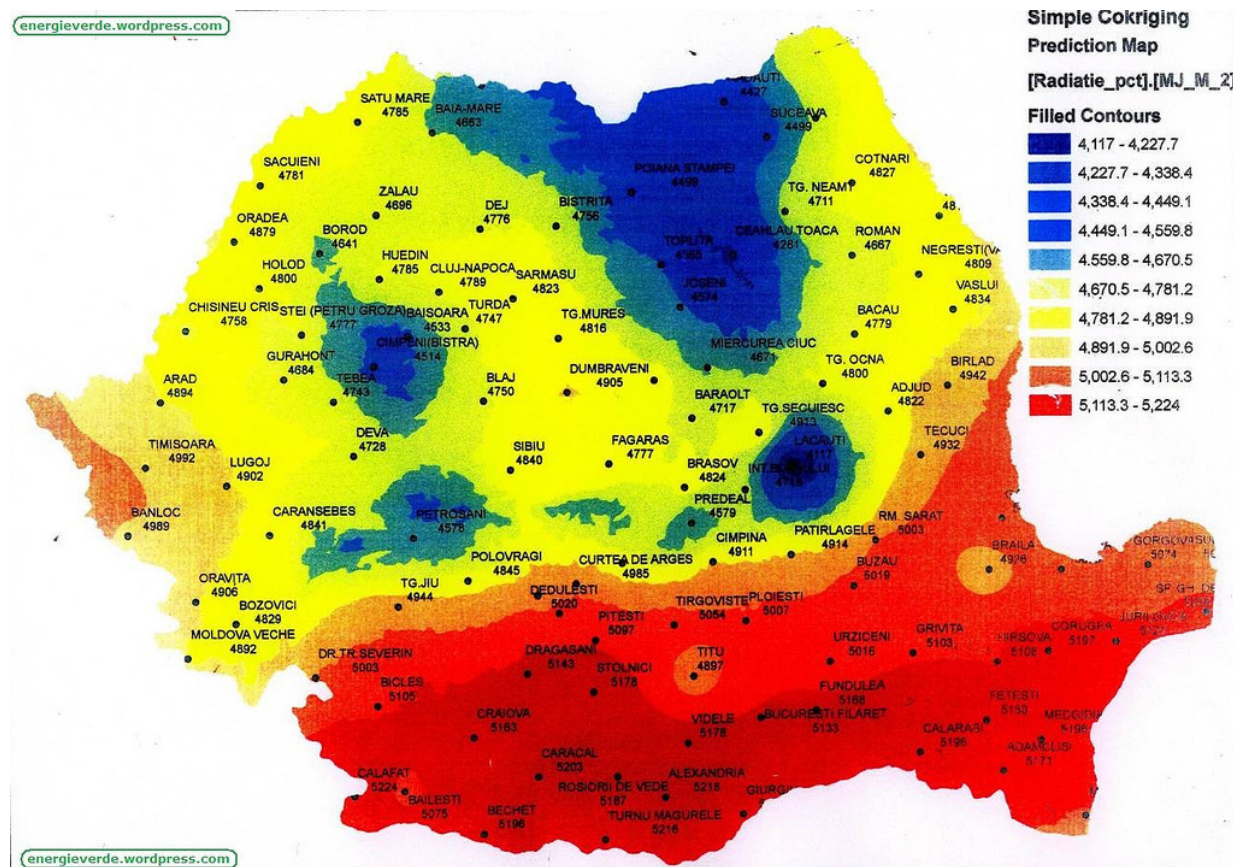 energieverde.wordpress.com
Simple Cokriging
Prediction Map
[Radiatie_pct].[MJ_M_2]
Filled Contours
4,117 - 4,227.7
4,227.7 - 4,338.4
4,338.4 - 4,449.1
4,449.1 - 4,559.8
4,559.8 - 4,670.5
4,670.5 - 4,781.2
4,781.2 - 4,891.9
4,891.9 - 5,002.6
5,002.6 - 5,113.3
5,113.3 - 5,224
4427
SATU MARE
4785
BAIA-MARE
4663
SUCEAVA
4499
SACUIENI
4781
POIANA STAMPEI
4499
COTNARI
4827
ZALAU
4696
DEJ
4776
BISTRITA
4756
TG. NEAMT
4711
ORADEA
4879
BOROD
4641
CEAHLAU TOACA
4261
ROMAN
4667
TOPLITA
HOLOD
4800
HUEDIN
4785
CLUJ-NAPOCA
4789
SARMASU
4823
JOSENI
4574
4809
VASLUI
4834
CHISINEU CRIS
4758
STEI (PETRU GROZA)
4777
BAISOARA
4533
TURDA
4747
TG.MURES
4816
BACAU
4779
CIMPENI(BISTRA)
4514
MIERCUREA CIUC
4671
GURAHONT
4684
TEBEA
4743
BLAJ
4750
DUMBRAVENI
4905
TG. OCNA
4800
BIRLAD
4942
ARAD
4894
BARAOLT
4717
ADJUD
4822
TG.SECUIESC
4913
DEVA
4728
SIBIU
4840
FAGARAS
4777
LACAUTI
4117
TECUCI
4932
TIMISOARA
4992
LUGOJ
4902
BRASOV
4824
BANLOC
4989
CARANSEBES
4841
PETROSANI
4578
PREDEAL
4579
RM. SARAT
5003
CIMPINA
4911
PATIRLAGELE
4914
BRAILA
4926
GORGOVA
5074
POLOVRAGI
4845
CURTEA DE ARGES
4985
BUZAU
5019
ORAVITA
4906
TG.JIU
4944
DEDULESTI
5020
BOZOVICI
4829
PITESTI
5097
TIRGOVISTE
5054
PLOIESTI
5007
MOLDOVA VECHE
4892
DR.TR.SEVERIN
5003
DRAGASANI
5143
STOLNICI
5178
TITU
4897
URZICENI
5016
GRIVITA
5103
HIRSOVA
5108
CORUGEA
5197
BICLES
5105
FUNDULEA
5168
FETESTI
CRAIOVA
5163
VIDELE
5178
BUCURESTI FILARET
5133
CALARASI
5196
MEDGIDIA
ADAMCLISI
CARACAL
5203
CALAFAT
5224
BAILESTI
5075
ROSIORII DE VEDE
5187
ALEXANDRIA
5218
BECHET
5196
TURNU MAGURELE
5216
energieverde.wordpress.com